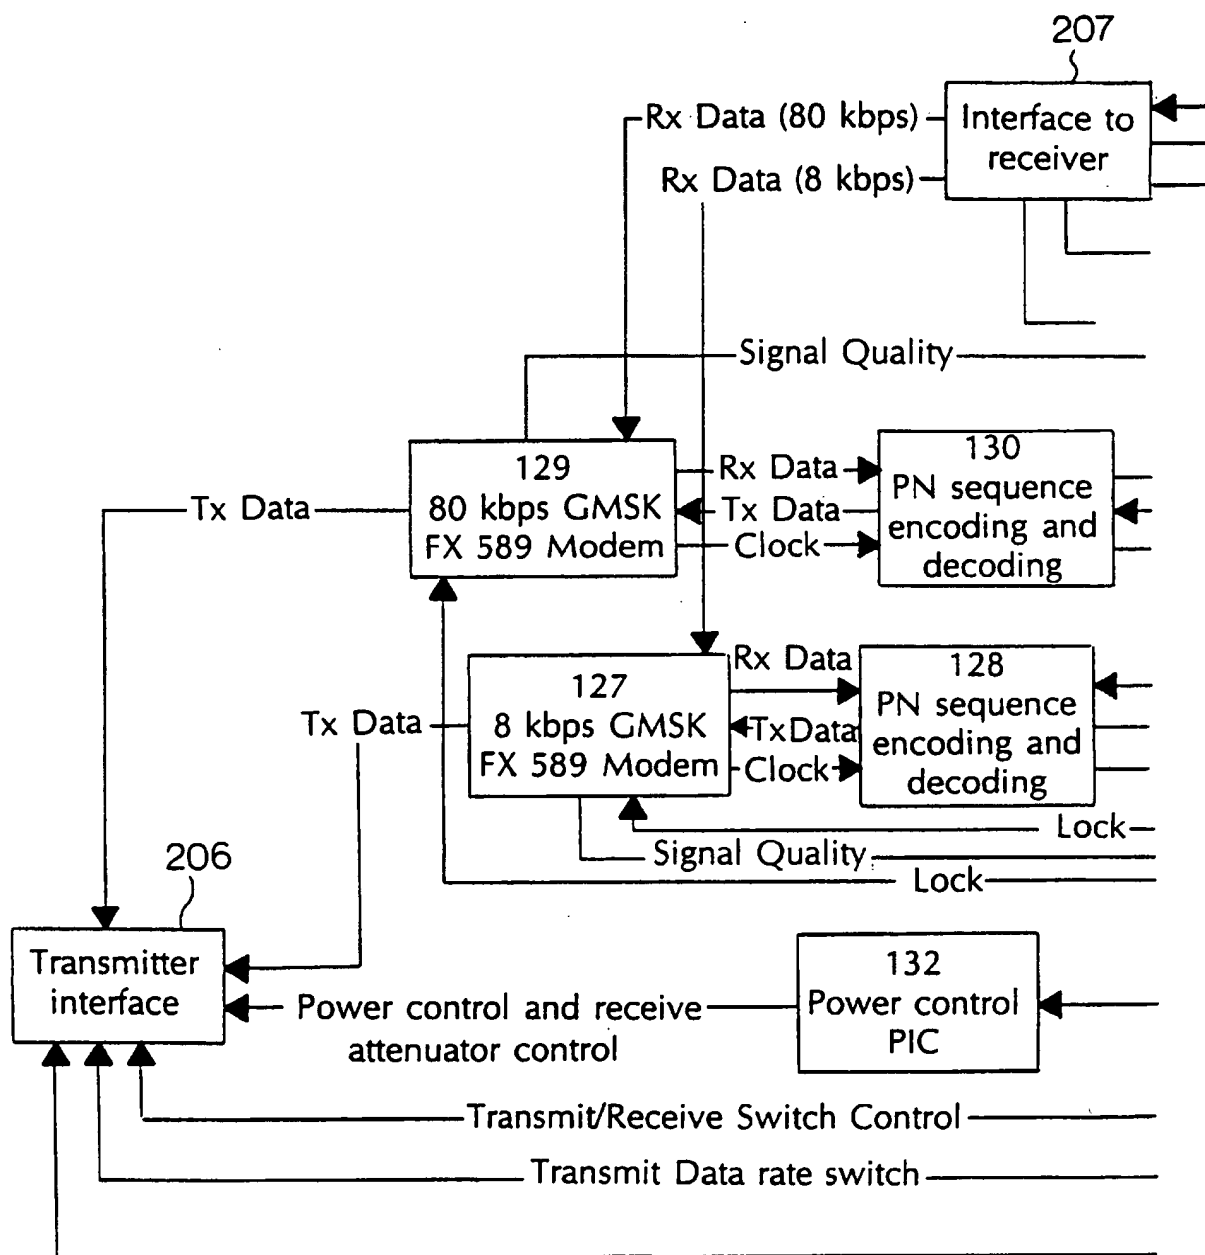 207
Rx Data (80 kbps)
Interface to
receiver
Rx Data (8 kbps)
Signal Quality
129
80 kbps GMSK
FX 589 Modem
Rx Data
Tx Data
Clock
130
PN sequence
encoding and
decoding
Tx Data
127
8 kbps GMSK
FX 589 Modem
Rx Data
TxData
Clock
128
PN sequence
encoding and
decoding
Tx Data
Lock
Signal Quality
Lock
206
Transmitter
interface
132
Power control
PIC
Power control and receive
attenuator control
Transmit/Receive Switch Control
Transmit Data rate switch